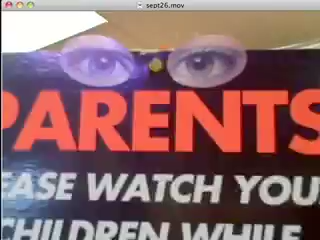 sept26.mov
PARENTS
EASE WATCH YOU
CHILDREN WHILE